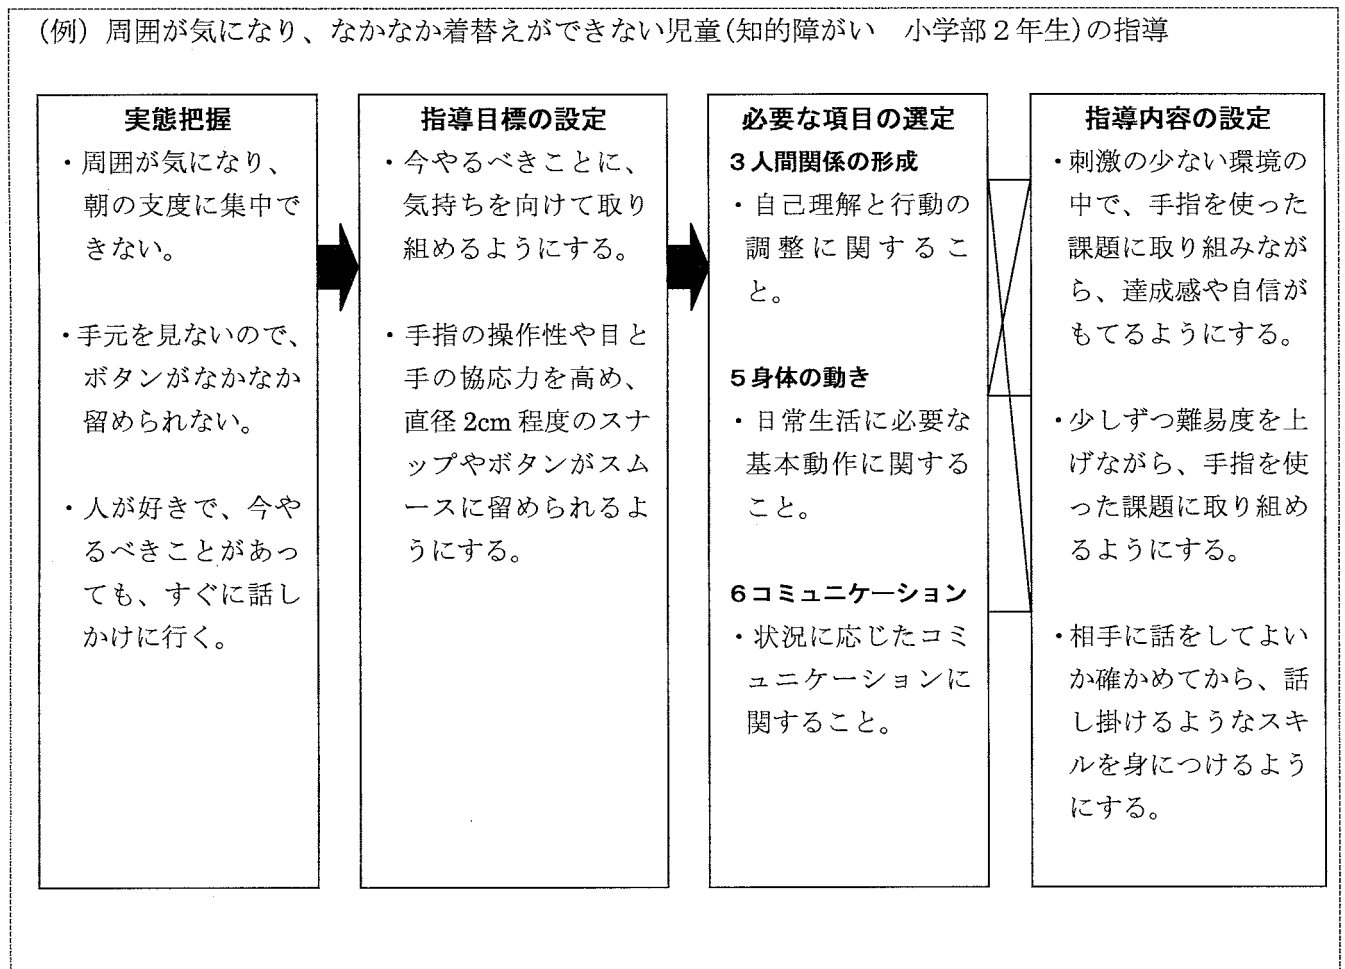 (例) 周囲が気になり、なかなか着替えができない児童(知的障がい　小学部２年生)の指導
実態把握
・周囲が気になり、
朝の支度に集中で
きない。
・手元を見ないので、
ボタンがなかなか
留められない。
・人が好きで、今や
るべきことがあっ
ても、すぐに話し
かけに行く。
指導目標の設定
・今やるべきことに、
気持ちを向けて取り
組めるようにする。
・手指の操作性や目と
手の協応力を高め、
直径 2cm 程度のスナ
ップやボタンがスム
ースに留められるよ
うにする。
必要な項目の選定
３人間関係の形成
・自己理解と行動の
調整に関するこ
と。
５身体の動き
・日常生活に必要な
基本動作に関する
こと。
６コミュニケーション
・状況に応じたコミ
ュニケーションに
関すること。
指導内容の設定
・刺激の少ない環境の
中で、手指を使った
課題に取り組みなが
ら、達成感や自信が
もてるようにする。
・少しずつ難易度を上
げながら、手指を使
った課題に取り組め
るようにする。
・相手に話をしてよい
か確かめてから、話
し掛けるようなスキ
ルを身につけるよう
にする。